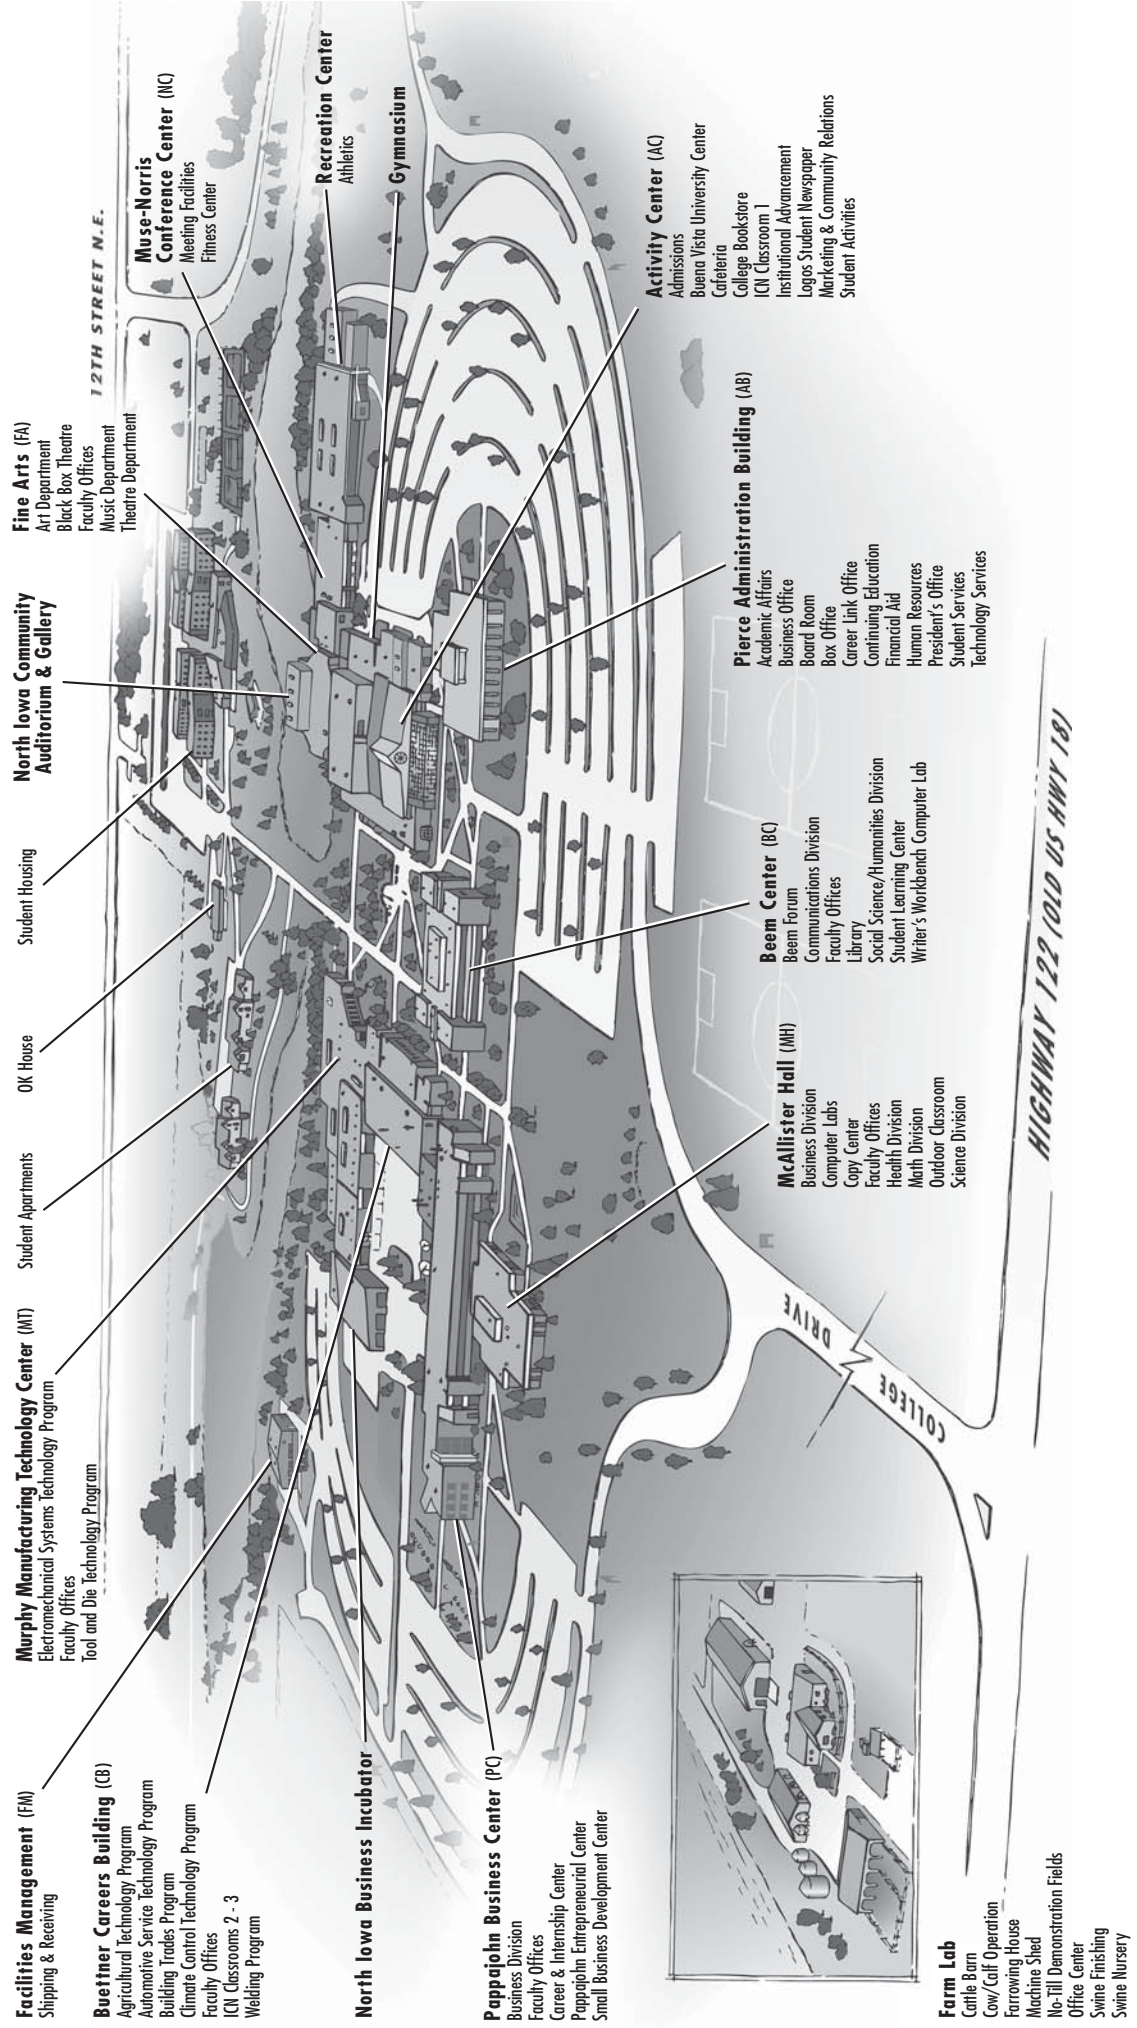 Facilities Management (FM)
Shipping & Receiving
Murphy Manufacturing Technology Center (MT)
Electromechanical Systems Technology Program
Faculty Offices
Tool and Die Technology Program
Student Apartments
OK House
Student Housing
North Iowa Community
Auditorium & Gallery
Fine Arts (FA)
Art Department
Black Box Theatre
Faculty Offices
Music Department
Theatre Department
12TH STREET N.E.
Muse-Norris
Conference Center (NC)
Meeting Facilities
Fitness Center
Recreation Center
Athletics
Gymnasium
Buettner Careers Building (CB)
Agricultural Technology Program
Automotive Service Technology Program
Building Trades Program
Climate Control Technology Program
Faculty Offices
ICN Classrooms 2 - 3
Welding Program
North Iowa Business Incubator
Pappajohn Business Center (PC)
Business Division
Faculty Offices
Career & Internship Center
Pappajohn Entrepreneurial Center
Small Business Development Center
Activity Center (AC)
Admissions
Buena Vista University Center
Cafeteria
College Bookstore
ICN Classroom 1
Institutional Advancement
Logos Student Newspaper
Marketing & Community Relations
Student Activities
Pierce Administration Building (AB)
Academic Affairs
Business Office
Board Room
Box Office
Career Link Office
Continuing Education
Financial Aid
Human Resources
President's Office
Student Services
Technology Services
Beem Center (BC)
Beem Forum
Communications Division
Faculty Offices
Library
Social Science/Humanities Division
Student Learning Center
Writer's Workbench Computer Lab
McAllister Hall (MH)
Business Division
Computer Labs
Copy Center
Faculty Offices
Health Division
Math Division
Outdoor Classroom
Science Division
COLLEGE DRIVE
HIGHWAY 122 (OLD US HWY 18)
Farm Lab
Cattle Barn
Cow/Calf Operation
Farrowing House
Machine Shed
No-Till Demonstration Fields
Office Center
Swine Finishing
Swine Nursery